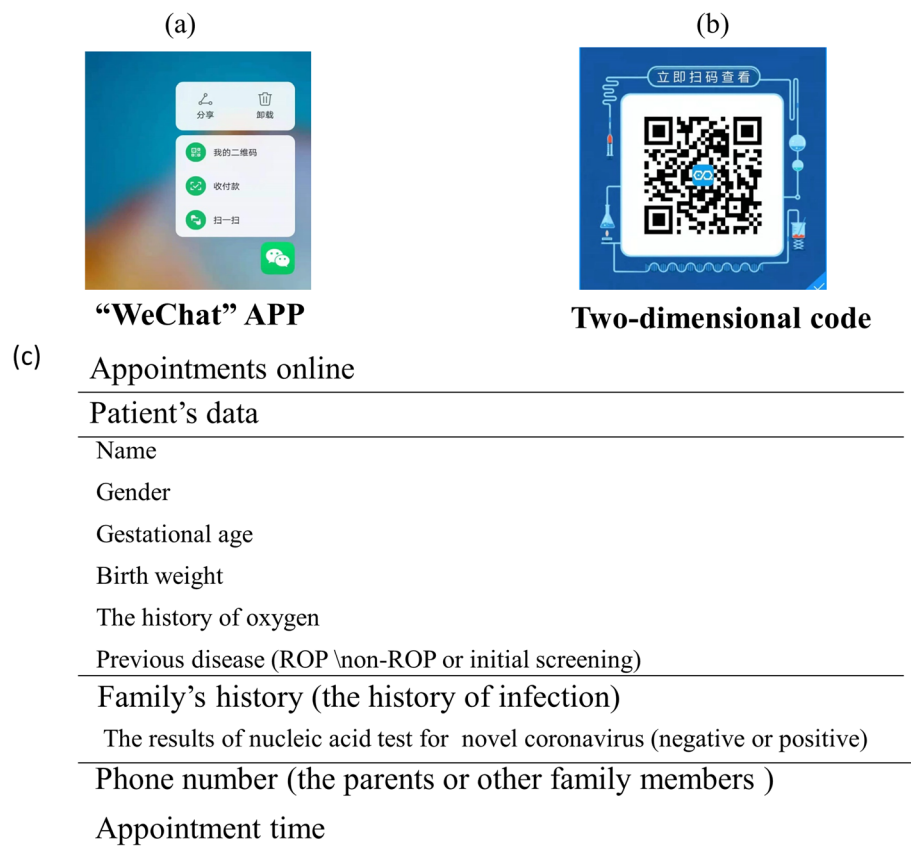 (a)
(b)
分享
卸载
我的二维码
收付款
扫一扫
立即扫码查看
“WeChat” APP
Two-dimensional code
(c)
Appointments online
Patient’s data
Name
Gender
Gestational age
Birth weight
The history of oxygen
Previous disease (ROP \non-ROP or initial screening)
Family’s history (the history of infection)
The results of nucleic acid test for  novel coronavirus (negative or positive)
Phone number (the parents or other family members )
Appointment time